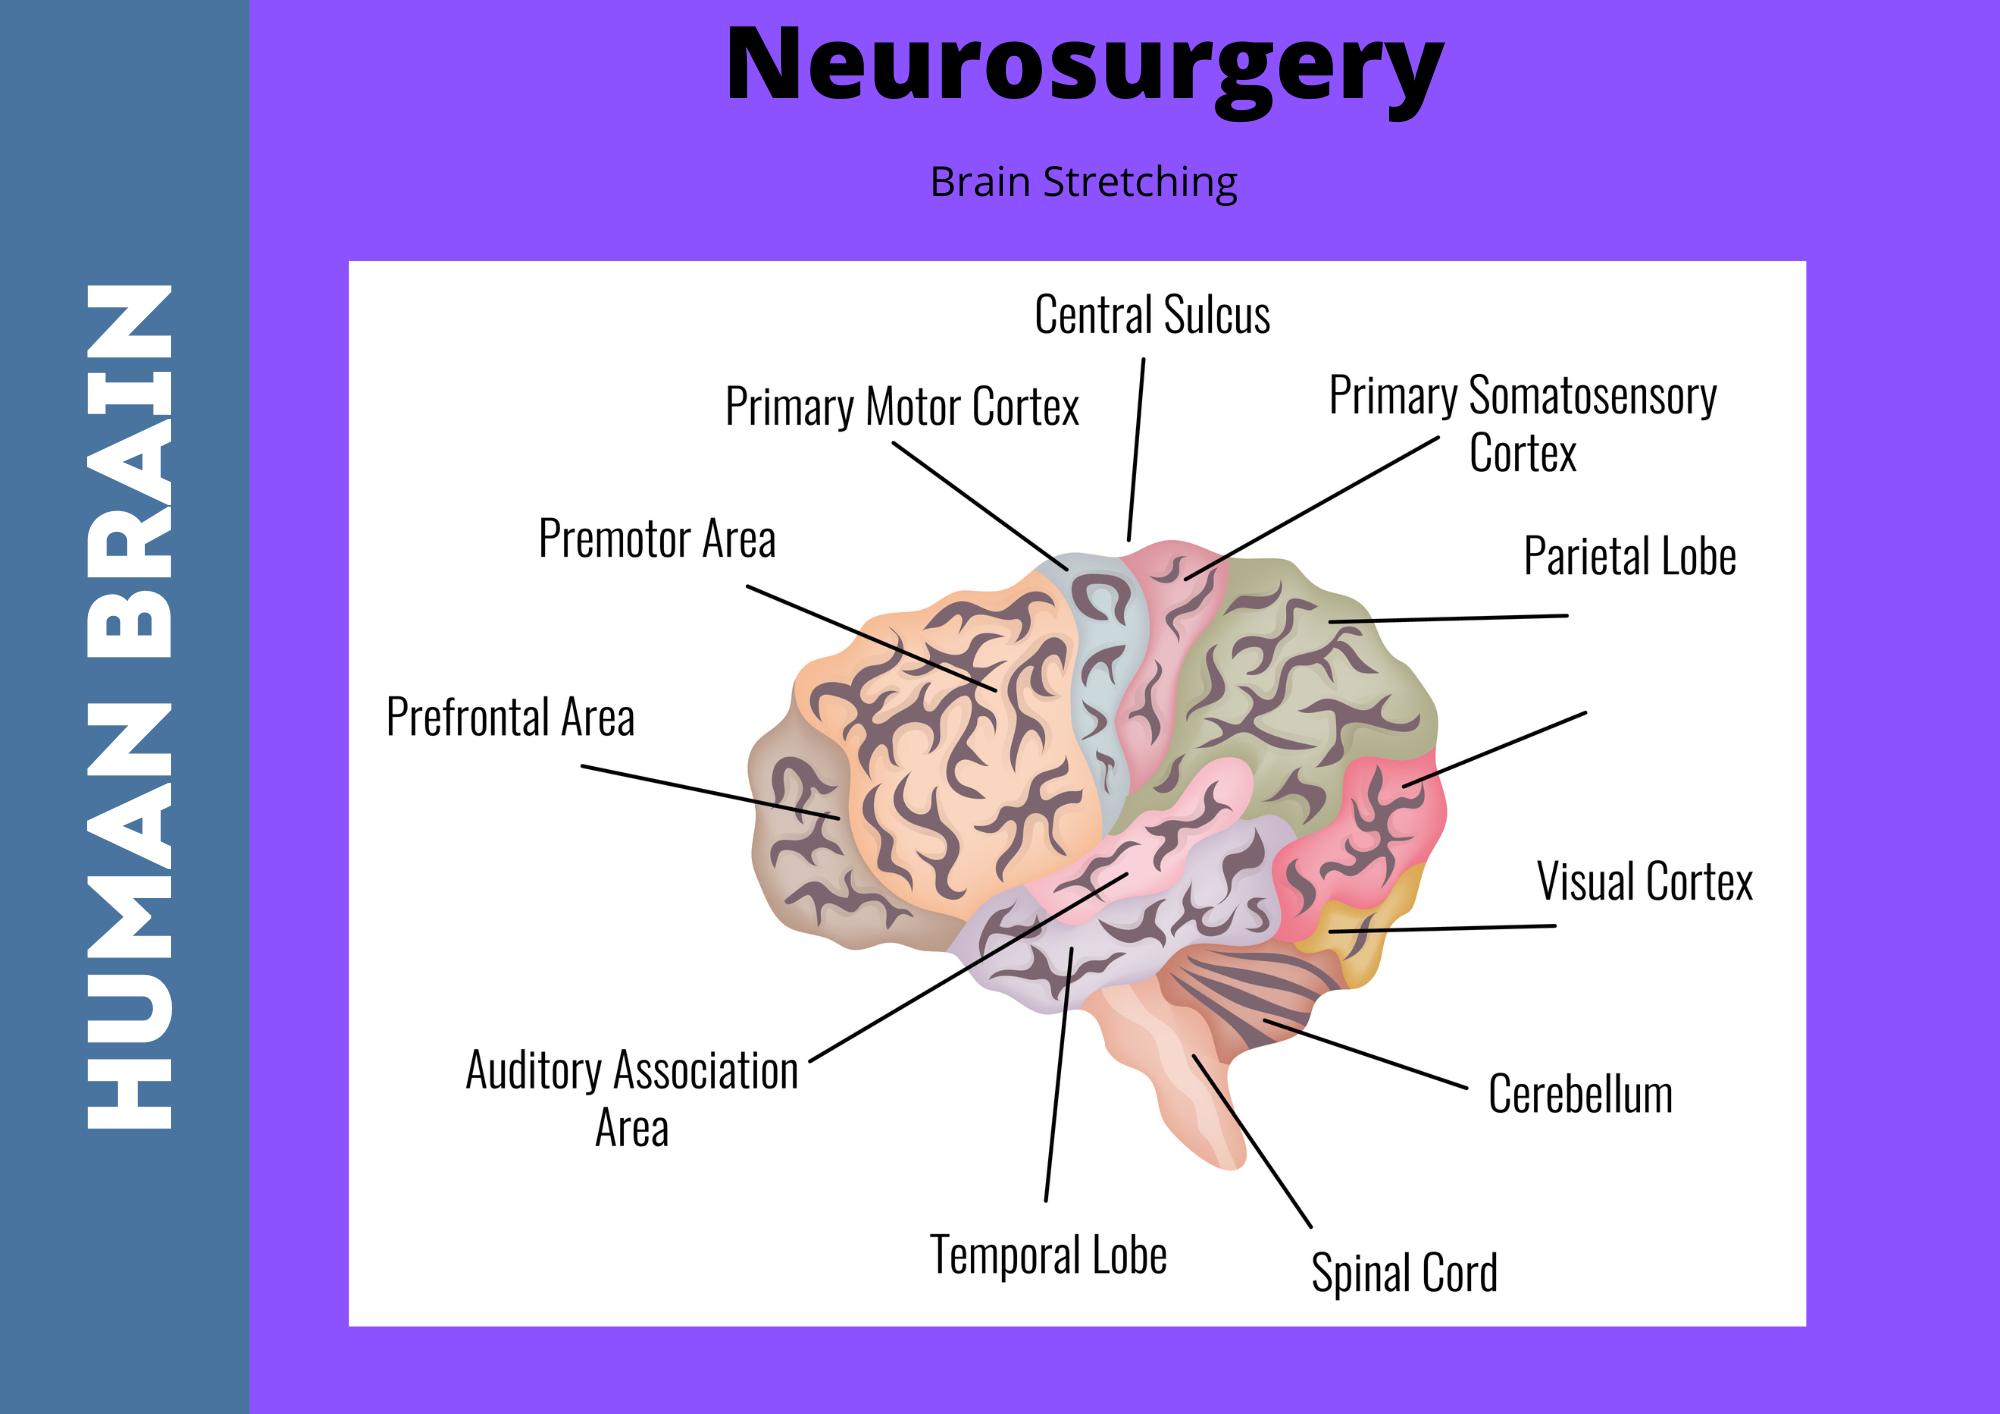 Neurosurgery
Brain Stretching
HUMAN BRAIN
Central Sulcus
Primary Motor Cortex
Primary Somatosensory
Cortex
Premotor Area
Parietal Lobe
Prefrontal Area
Visual Cortex
Auditory Association
Area
Cerebellum
Temporal Lobe
Spinal Cord